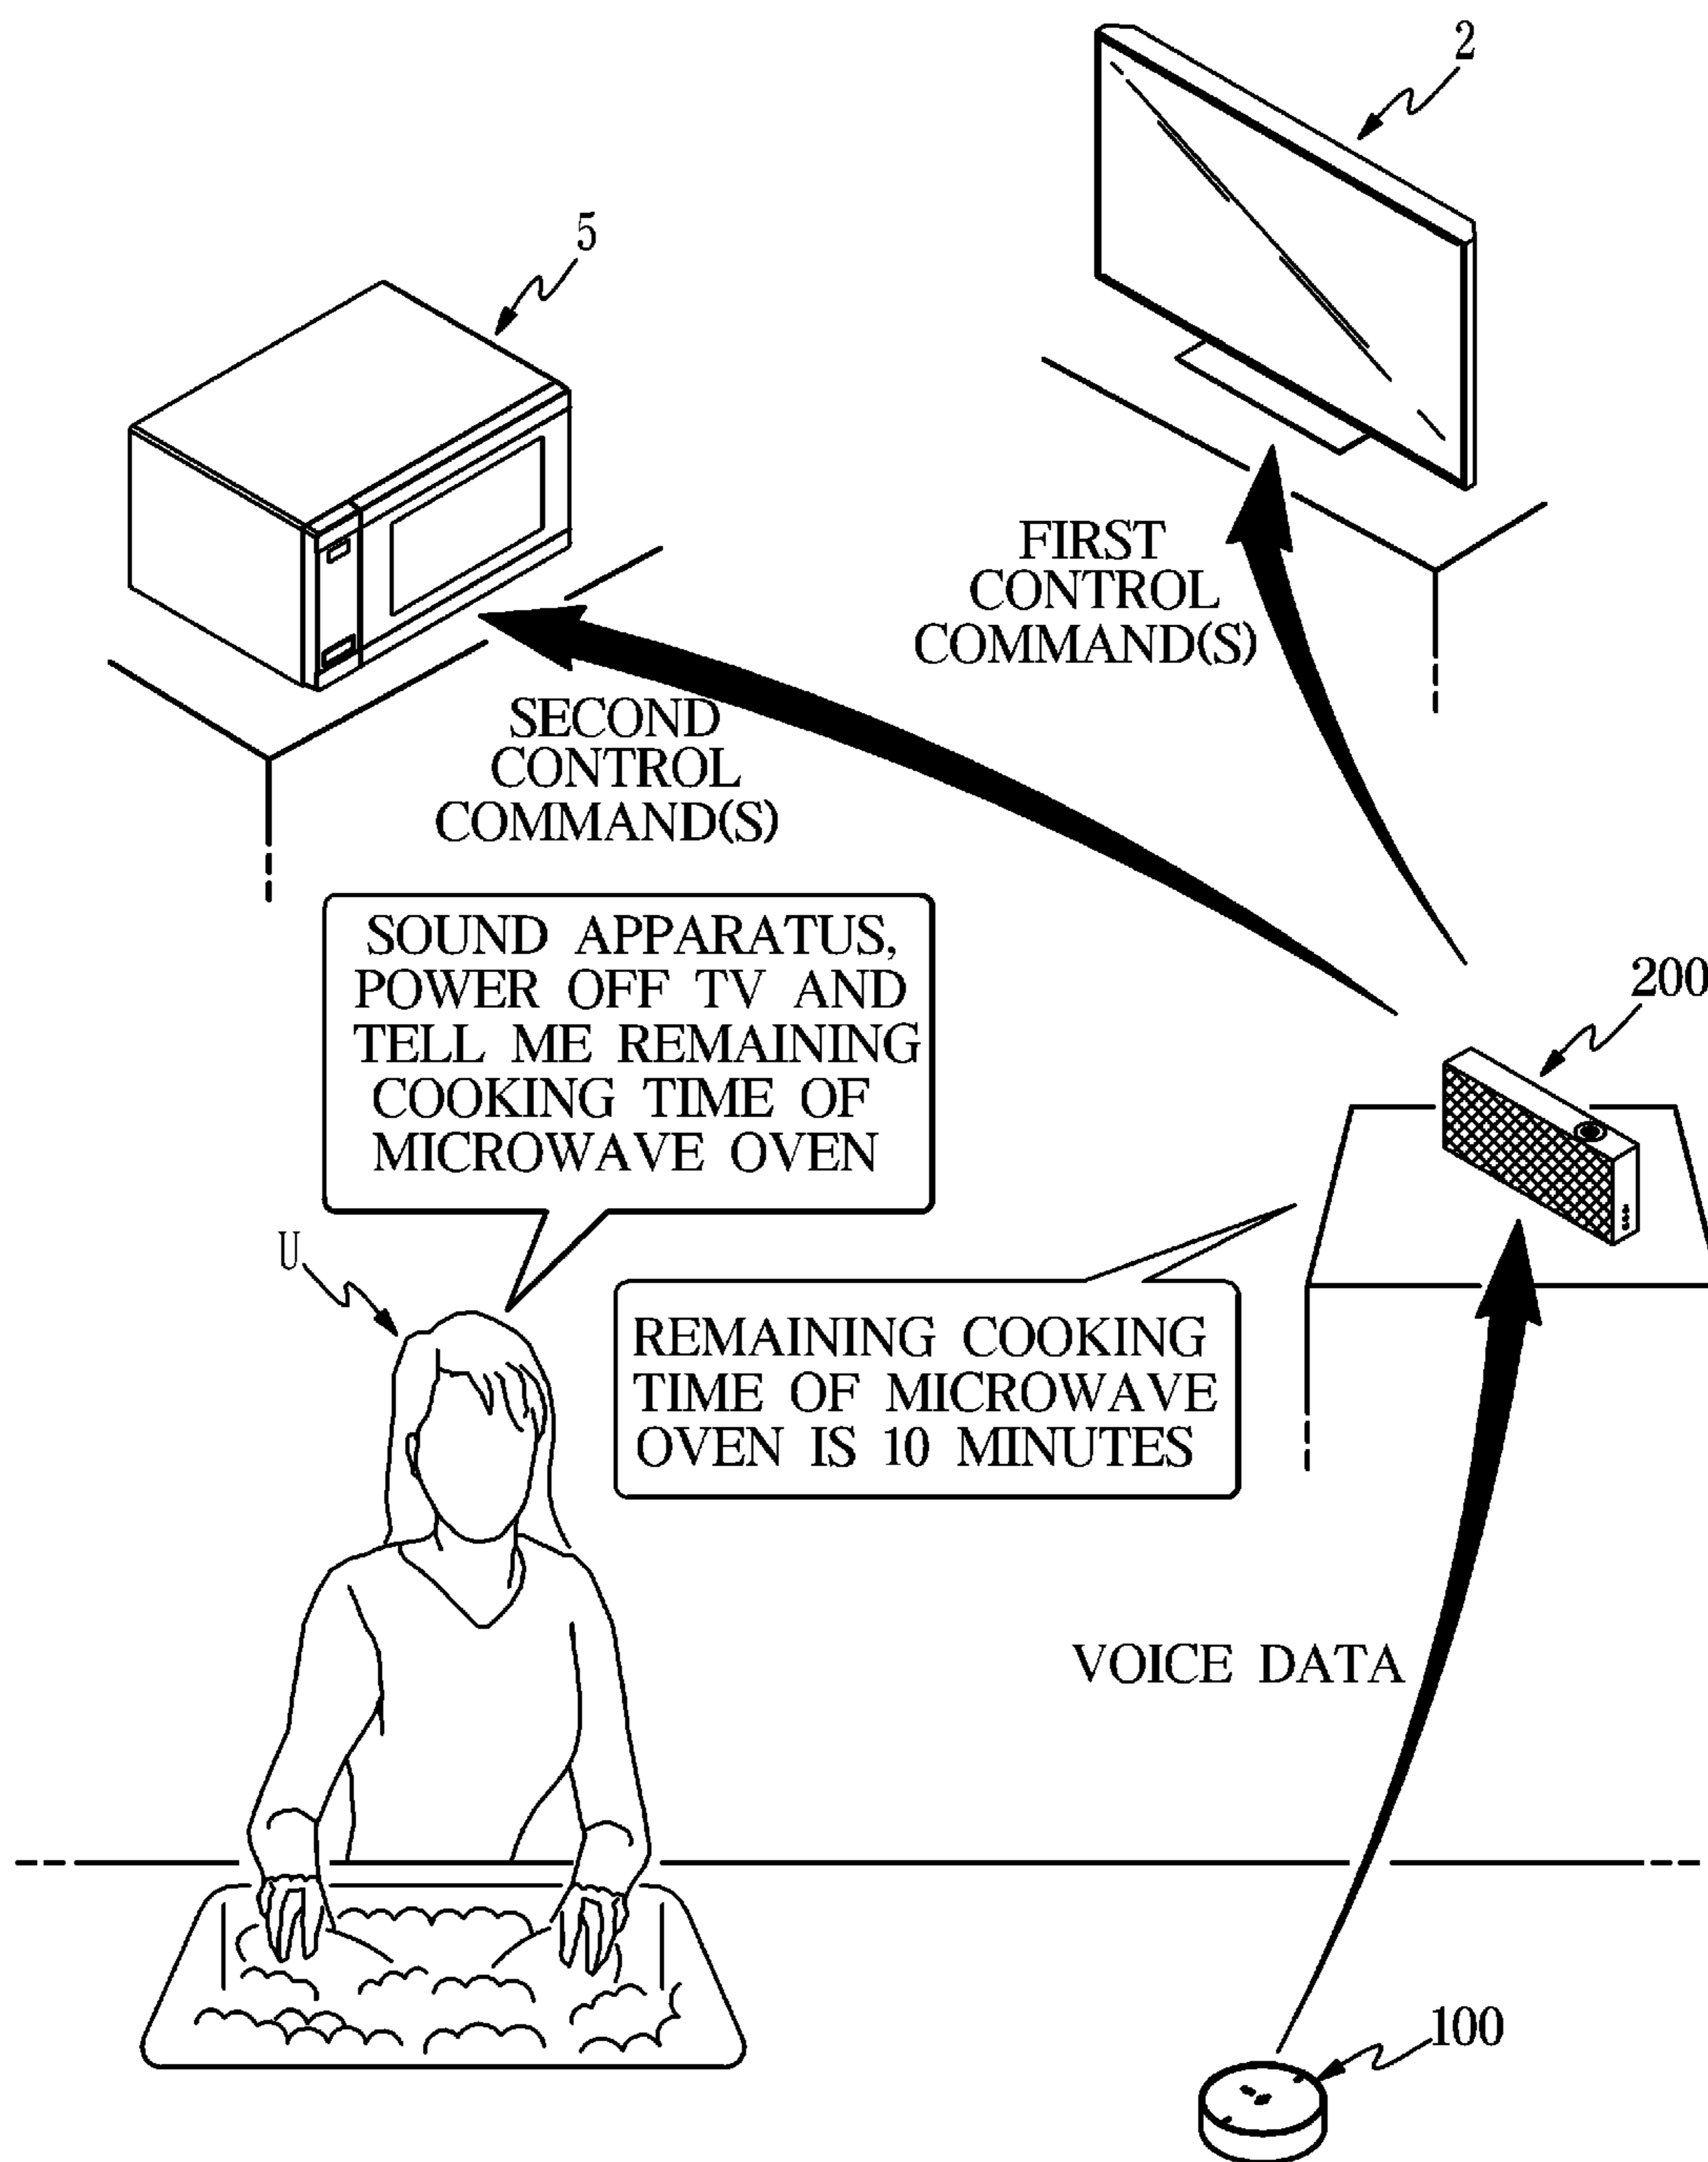 2
5
FIRST
CONTROL
COMMAND(S)
SECOND
CONTROL
COMMAND(S)
SOUND APPARATUS,
POWER OFF TV AND
TELL ME REMAINING
COOKING TIME OF
MICROWAVE OVEN
200
U
REMAINING COOKING
TIME OF MICROWAVE
OVEN IS 10 MINUTES
VOICE DATA
100